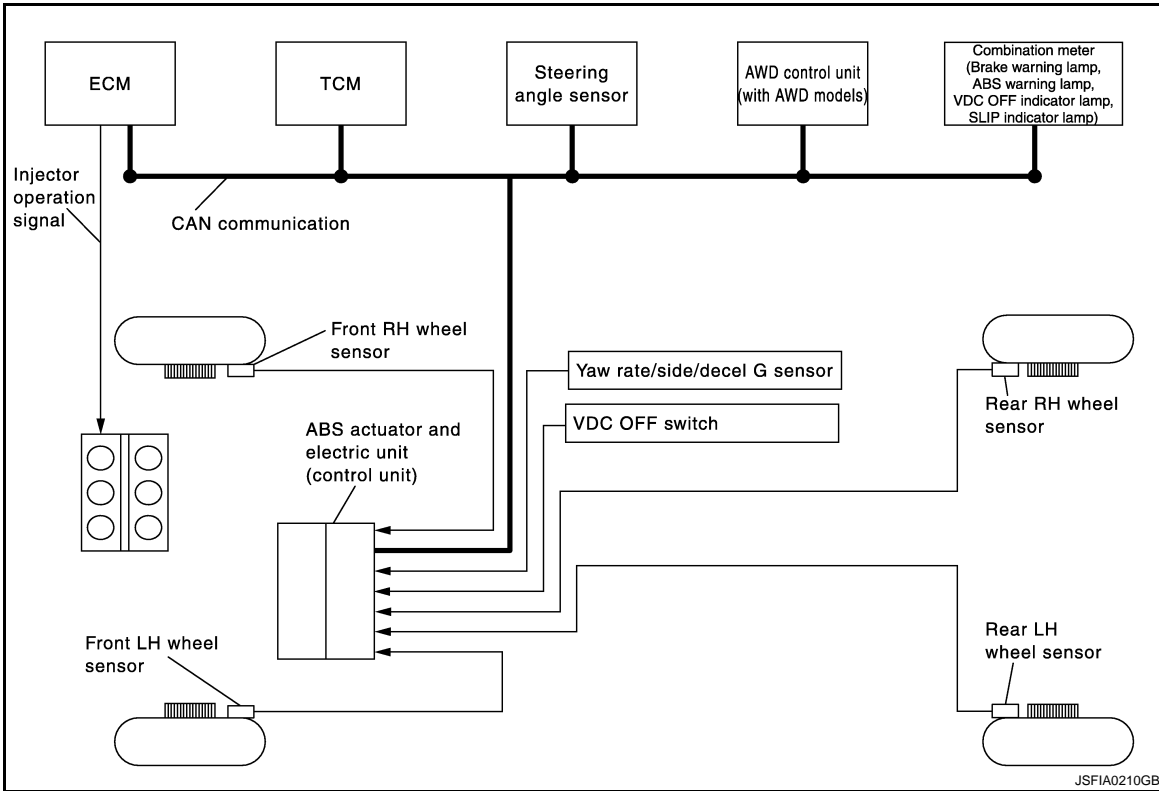 ECM
TCM
Steering
angle sensor
AWD control unit
(with AWD models)
Combination meter
(Brake warning lamp,
ABS warning lamp,
VDC OFF indicator lamp,
SLIP indicator lamp)
Injector
operation
signal
CAN communication
Front RH wheel
sensor
Yaw rate/side/decel G sensor
VDC OFF switch
Rear RH wheel
sensor
ABS actuator and
electric unit
(control unit)
Front LH wheel
sensor
Rear LH
wheel sensor
JSFIA0210GB